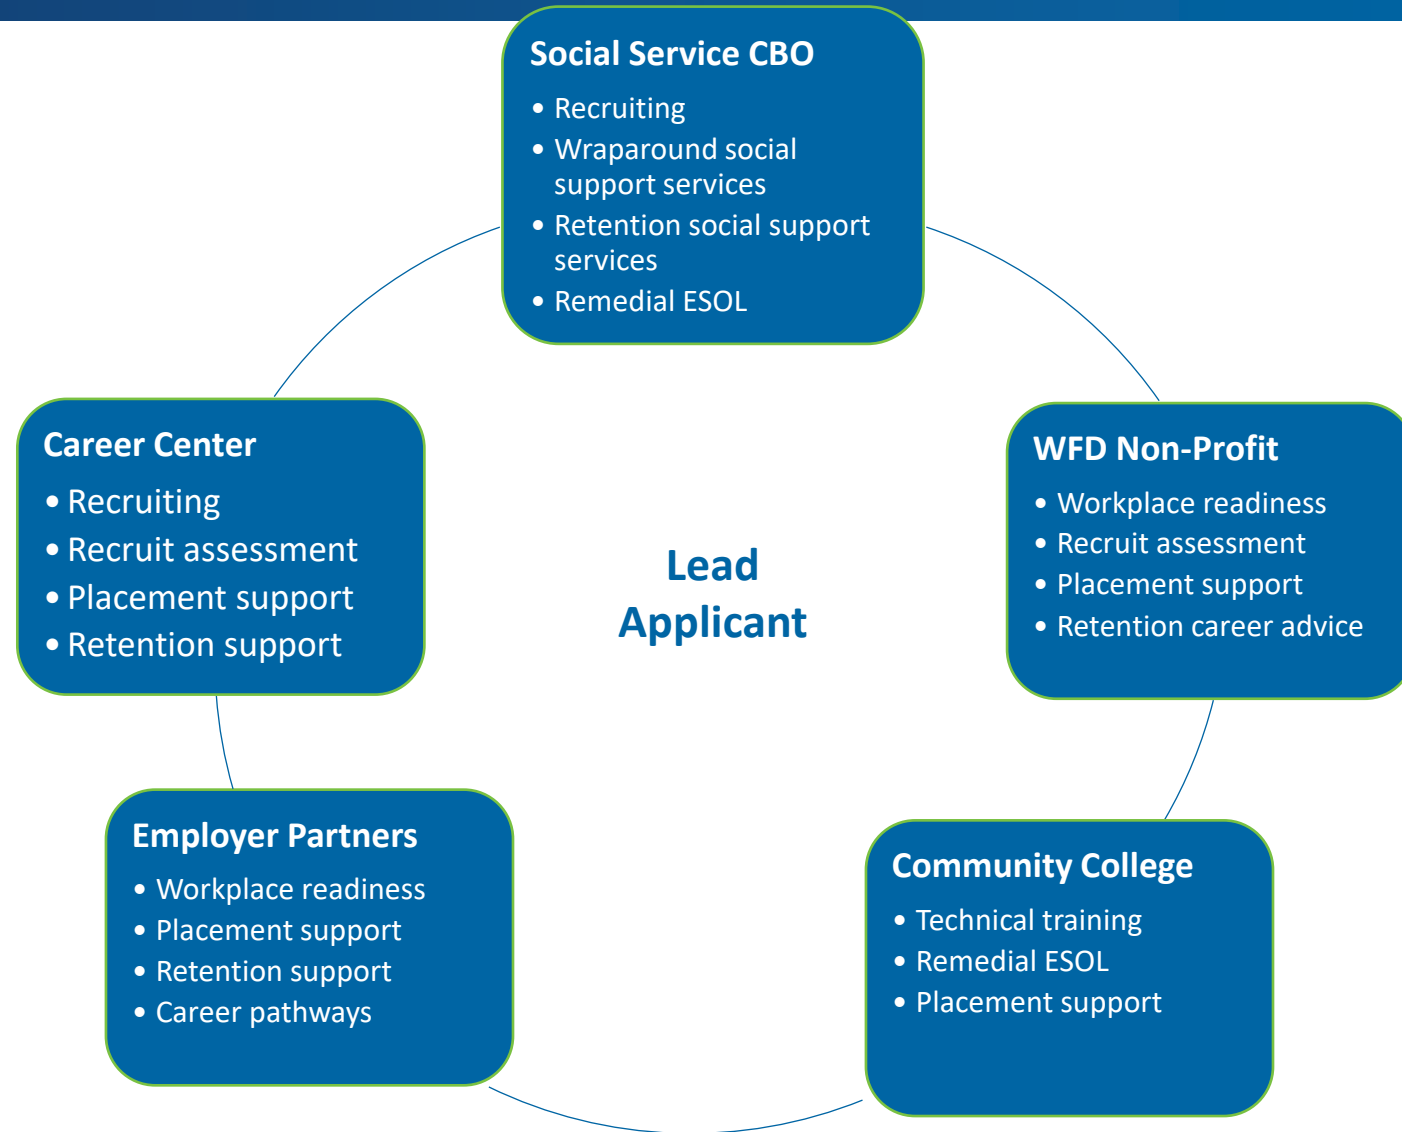 Social Service CBO
• Recruiting
• Wraparound social
support services
• Retention social support
services
• Remedial ESOL
Career Center
• Recruiting
• Recruit assessment
• Placement support
• Retention support
Lead
Applicant
WFD Non-Profit
• Workplace readiness
• Recruit assessment
• Placement support
• Retention career advice
Employer Partners
• Workplace readiness
• Placement support
• Retention support
• Career pathways
Community College
• Technical training
• Remedial ESOL
• Placement support